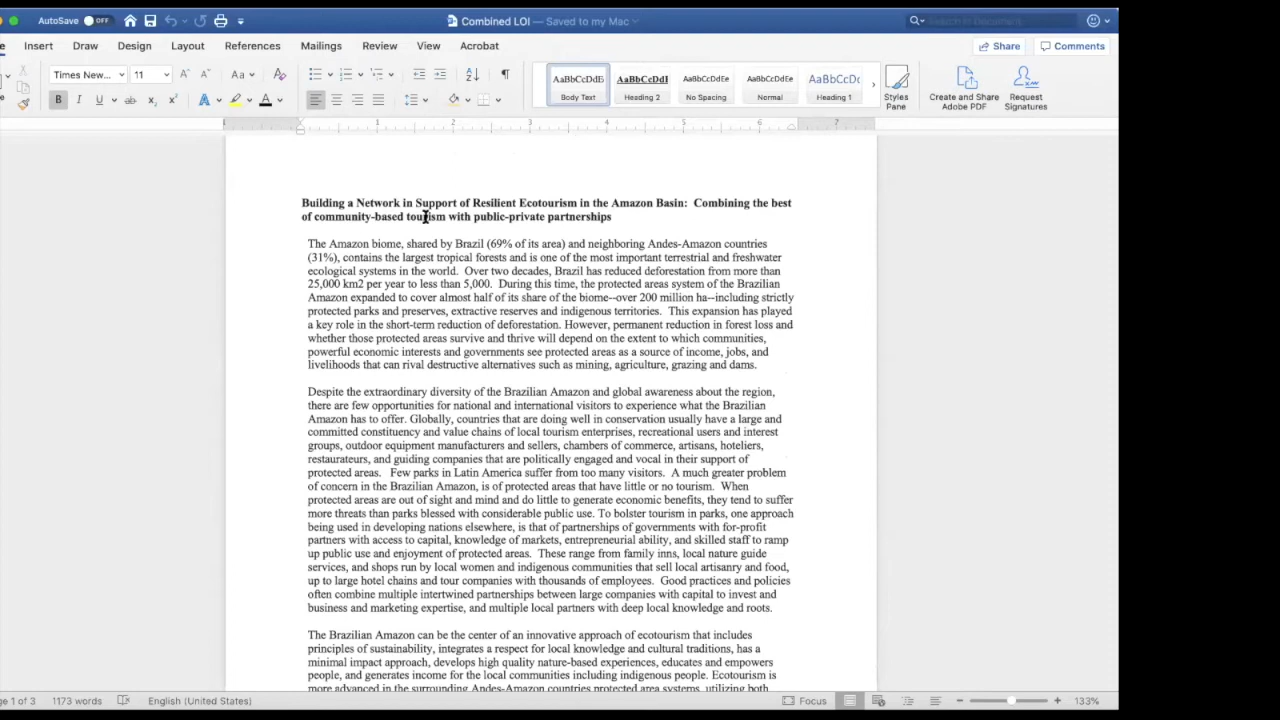 AutoSave OFF
Combined LOI — Saved to my Mac
Search in Document
Insert Draw Design Layout References Mailings Review View Acrobat
Share Comments
Times New... 11
AaBbCcDdE AaBbCcDdI AaBbCcDdEe AaBbCcDdEe AaBbCcDc
Body Text Heading 2 No Spacing Normal Heading 1
Styles Pane
Create and Share Adobe PDF
Request Signatures
1 2 3 4 5 6 7
Building a Network in Support of Resilient Ecotourism in the Amazon Basin:  Combining the best
of community-based tourism with public-private partnerships
The Amazon biome, shared by Brazil (69% of its area) and neighboring Andes-Amazon countries
(31%), contains the largest tropical forests and is one of the most important terrestrial and freshwater
ecological systems in the world.  Over two decades, Brazil has reduced deforestation from more than
25,000 km2 per year to less than 5,000.  During this time, the protected areas system of the Brazilian
Amazon expanded to cover almost half of its share of the biome--over 200 million ha--including strictly
protected parks and preserves, extractive reserves and indigenous territories.  This expansion has played
a key role in the short-term reduction of deforestation. However, permanent reduction in forest loss and
whether those protected areas survive and thrive will depend on the extent to which communities,
powerful economic interests and governments see protected areas as a source of income, jobs, and
livelihoods that can rival destructive alternatives such as mining, agriculture, grazing and dams.
Despite the extraordinary diversity of the Brazilian Amazon and global awareness about the region,
there are few opportunities for national and international visitors to experience what the Brazilian
Amazon has to offer. Globally, countries that are doing well in conservation usually have a large and
committed constituency and value chains of local tourism enterprises, recreational users and interest
groups, outdoor equipment manufacturers and sellers, chambers of commerce, artisans, hoteliers,
restaurateurs, and guiding companies that are politically engaged and vocal in their support of
protected areas.   Few parks in Latin America suffer from too many visitors.  A much greater problem
of concern in the Brazilian Amazon, is of protected areas that have little or no tourism.  When
protected areas are out of sight and mind and do little to generate economic benefits, they tend to suffer
more threats than parks blessed with considerable public use. To bolster tourism in parks, one approach
being used in developing nations elsewhere, is that of partnerships of governments with for-profit
partners with access to capital, knowledge of markets, entrepreneurial ability, and skilled staff to ramp
up public use and enjoyment of protected areas.  These range from family inns, local nature guide
services, and shops run by local women and indigenous communities that sell local artisanry and food,
up to large hotel chains and tour companies with thousands of employees.  Good practices and policies
often combine multiple intertwined partnerships between large companies with capital to invest and
business and marketing expertise, and multiple local partners with deep local knowledge and roots.
The Brazilian Amazon can be the center of an innovative approach of ecotourism that includes
principles of sustainability, integrates a respect for local knowledge and cultural traditions, has a
minimal impact approach, develops high quality nature-based experiences, educates and empowers
people, and generates income for the local communities including indigenous people. Ecotourism is
more advanced in the surrounding Andes-Amazon countries protected area systems, utilizing both
ge 1 of 3 1173 words English (United States) Focus 133%